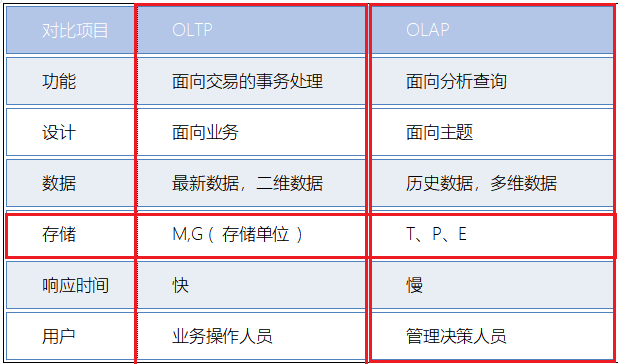 对比项目 OLTP OLAP
功能 面向交易的事务处理 面向分析查询
设计 面向业务 面向主题
数据 最新数据，二维数据 历史数据，多维数据
存储 M,G（ 存储单位 ） T、P、E
响应时间 快 慢
用户 业务操作人员 管理决策人员